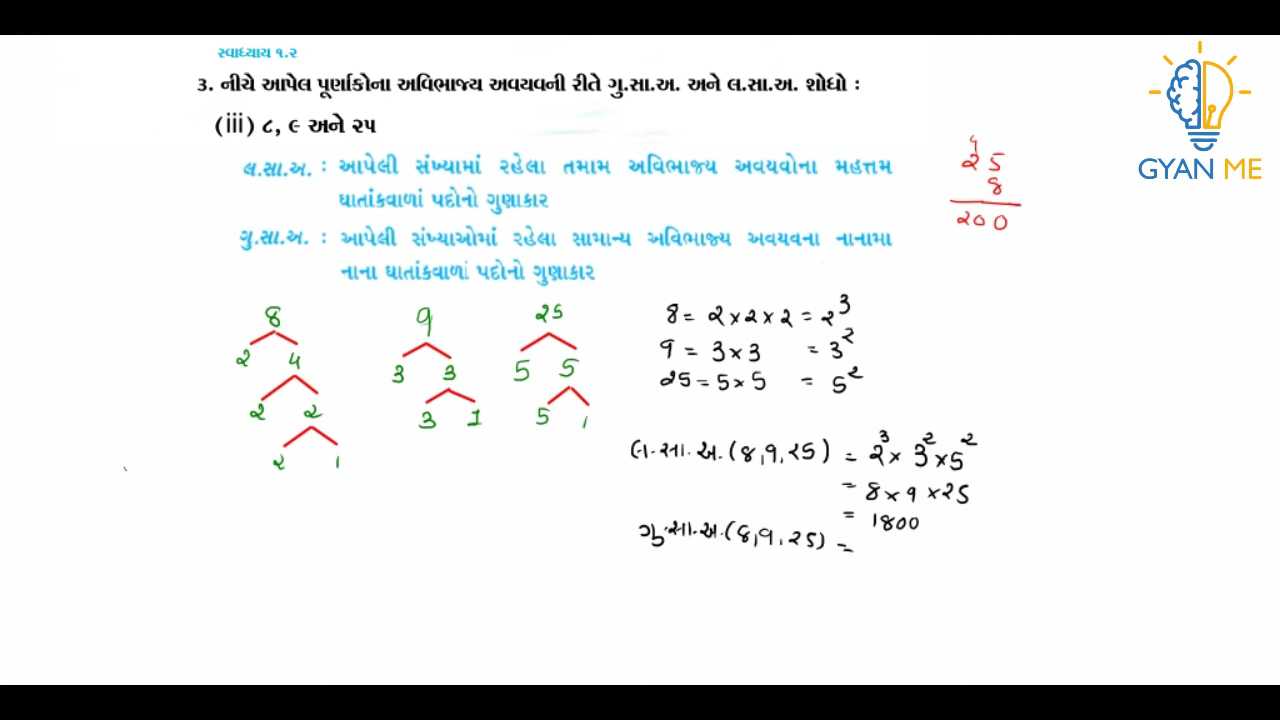 સ્વાધ્યાય ૧.૨
૩. નીચે આપેલ પૂર્ણાંકોના અવિભાજ્ય અવયવની રીતે ગુ.સા.અ. અને લ.સા.અ. શોધો :
(iii) ૮, ૯ અને ૨૫
લ.સા.અ. : આપેલી સંખ્યામાં રહેલા તમામ અવિભાજ્ય અવયવોના મહત્તમ
ઘાતાંકવાળાં પદોનો ગુણાકાર
ગુ.સા.અ. : આપેલી સંખ્યાઓમાં રહેલા સામાન્ય અવિભાજ્ય અવયવના નાનામા
નાના ઘાતાંકવાળાં પદોનો ગુણાકાર
4
25
8
200
GYAN ME
8 9 25
2 4 3 3 5 5
2 2 3 1 5 1
2 1
8 = 2 × 2 × 2 = 2³
9 = 3 × 3 = 3²
25 = 5 × 5 = 5²
લ.સા.અ. (8, 9, 25) = 2³ × 3² × 5²
= 8 × 9 × 25
= 1800
ગુ.સા.અ. (8, 9, 25) =